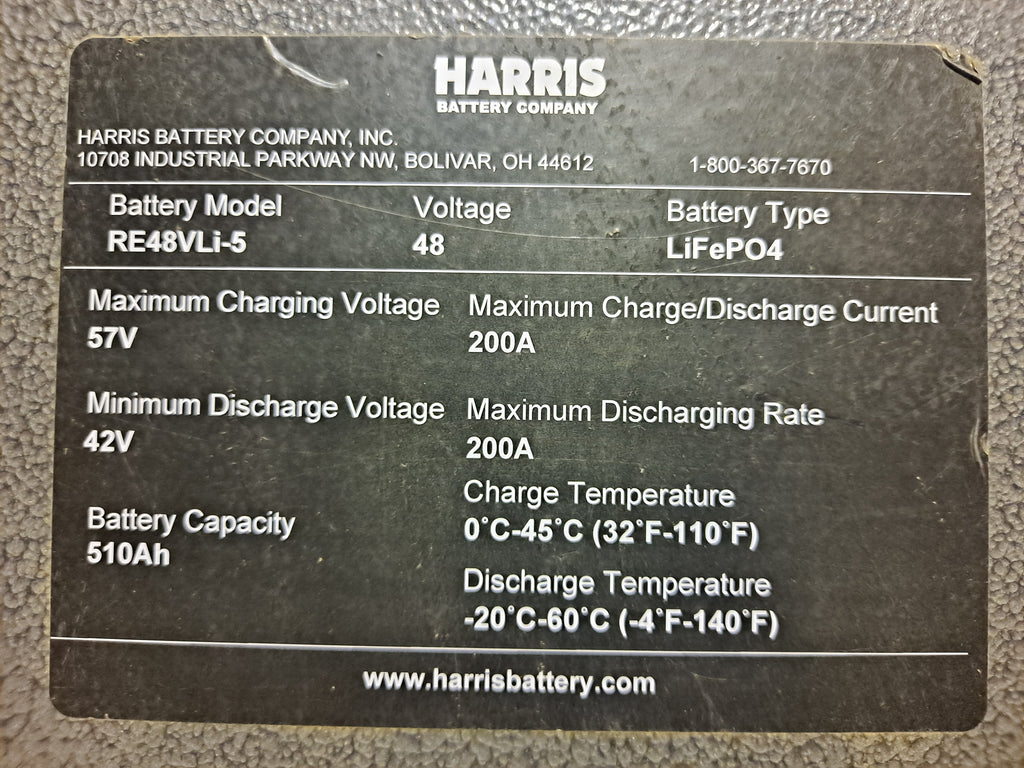 HARRIS
BATTERY COMPANY
HARRIS BATTERY COMPANY, INC.
10708 INDUSTRIAL PARKWAY NW, BOLIVAR, OH 44612 1-800-367-7670
Battery Model Voltage Battery Type
RE48VLi-5 48 LiFePO4
Maximum Charging Voltage Maximum Charge/Discharge Current
57V 200A
Minimum Discharge Voltage Maximum Discharging Rate
42V 200A
Charge Temperature
Battery Capacity 0°C-45°C (32°F-110°F)
510Ah
Discharge Temperature
-20°C-60°C (-4°F-140°F)
www.harrisbattery.com